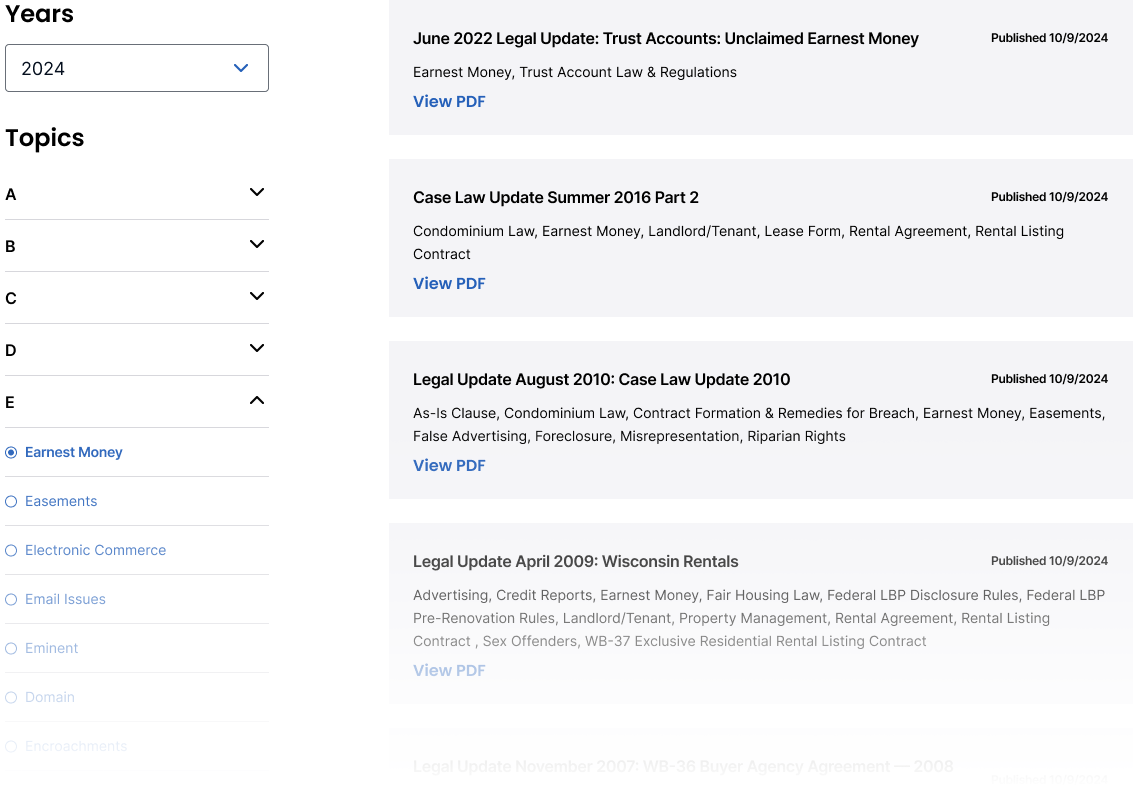 Years
2024
Topics
A
B
C
D
E
Earnest Money
Easements
Electronic Commerce
Email Issues
Eminent
Domain
Encroachments
June 2022 Legal Update: Trust Accounts: Unclaimed Earnest Money
Published 10/9/2024
Earnest Money, Trust Account Law & Regulations
View PDF
Case Law Update Summer 2016 Part 2
Published 10/9/2024
Condominium Law, Earnest Money, Landlord/Tenant, Lease Form, Rental Agreement, Rental Listing
Contract
View PDF
Legal Update August 2010: Case Law Update 2010
Published 10/9/2024
As-Is Clause, Condominium Law, Contract Formation & Remedies for Breach, Earnest Money, Easements,
False Advertising, Foreclosure, Misrepresentation, Riparian Rights
View PDF
Legal Update April 2009: Wisconsin Rentals
Published 10/9/2024
Advertising, Credit Reports, Earnest Money, Fair Housing Law, Federal LBP Disclosure Rules, Federal LBP
Pre-Renovation Rules, Landlord/Tenant, Property Management, Rental Agreement, Rental Listing
Contract , Sex Offenders, WB-37 Exclusive Residential Rental Listing Contract
View PDF
Legal Update November 2007: WB-36 Buyer Agency Agreement — 2008
Published 10/9/2024